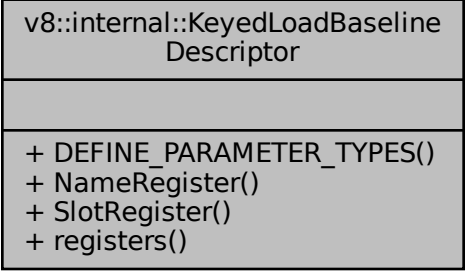 v8::internal::KeyedLoadBaseline
Descriptor
+ DEFINE_PARAMETER_TYPES()
+ NameRegister()
+ SlotRegister()
+ registers()